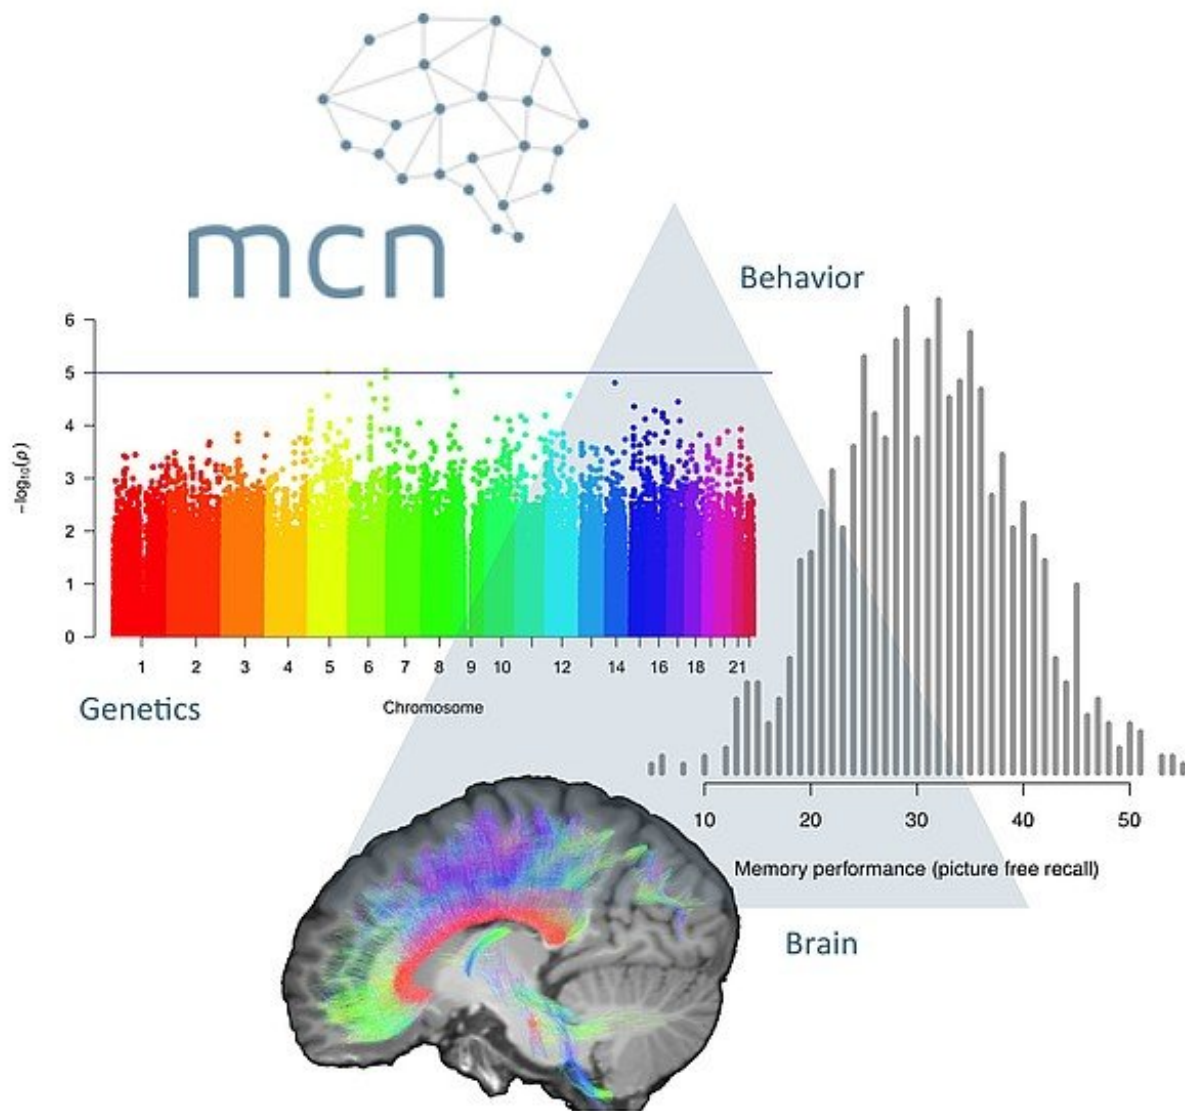 mcn
Behavior
6
5
4
3
2
1
0
-log₁₀(p)
1 2 3 4 5 6 7 8 9 10 12 14 16 18 21
Chromosome
Genetics
10 20 30 40 50
Memory performance (picture free recall)
Brain